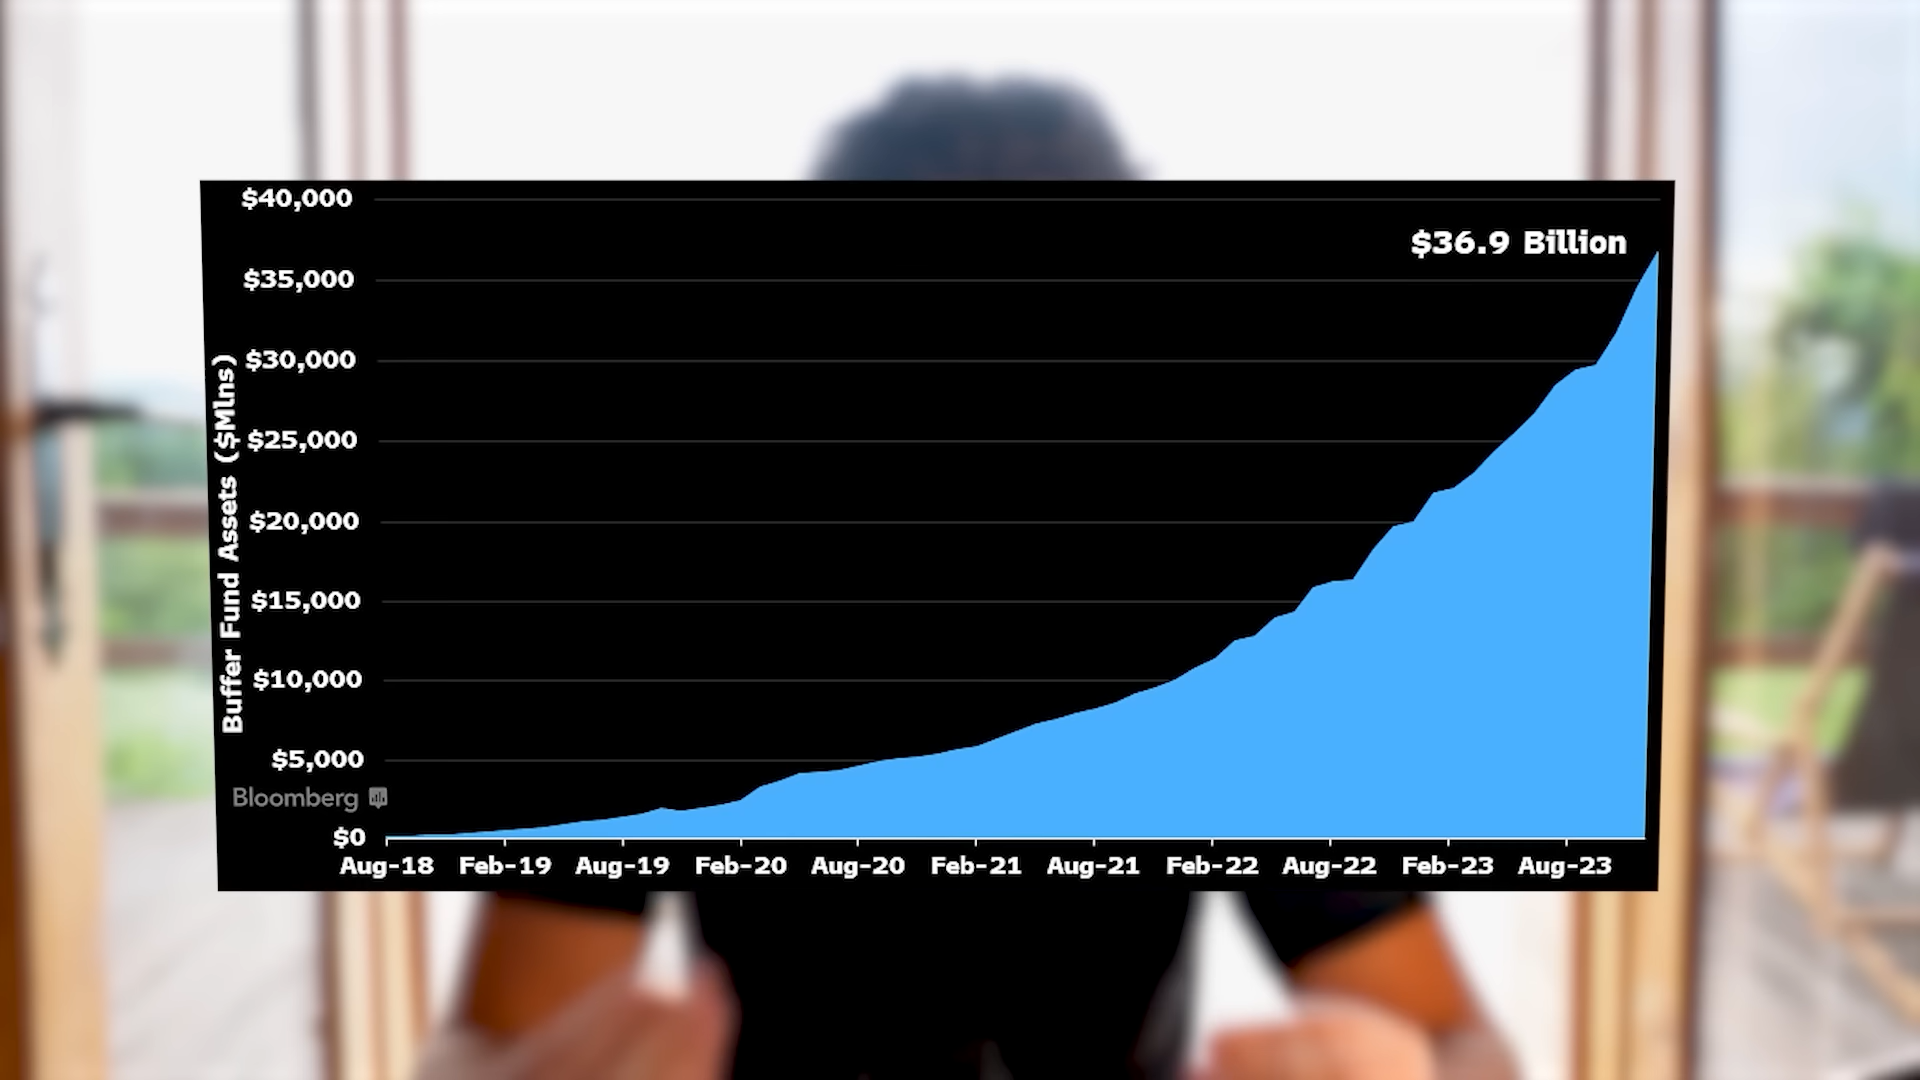 $40,000
$36.9 Billion
$35,000
$30,000
$25,000
$20,000
$15,000
$10,000
$5,000
$0
Buffer Fund Assets ($Mlns)
Bloomberg
Aug-18 Feb-19 Aug-19 Feb-20 Aug-20 Feb-21 Aug-21 Feb-22 Aug-22 Feb-23 Aug-23